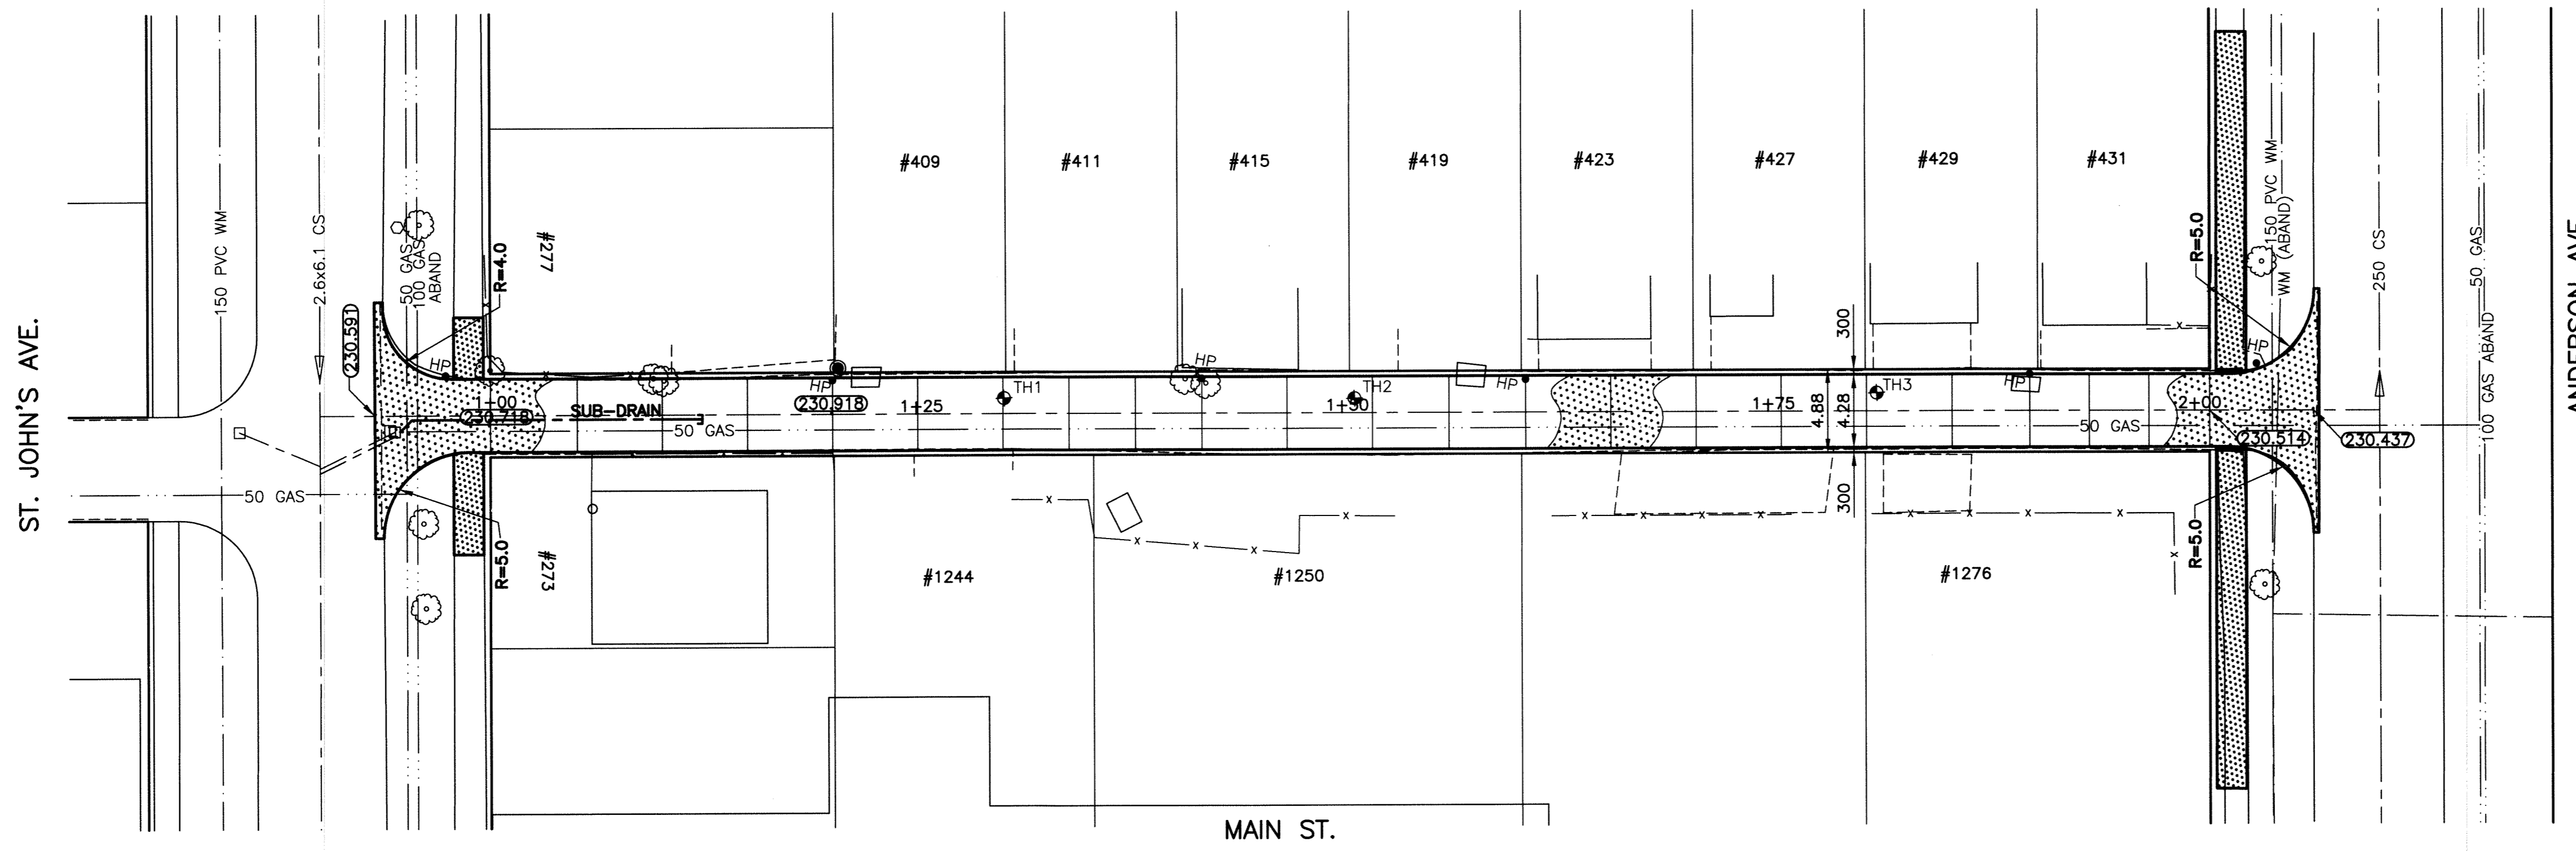 ST. JOHN'S AVE.
150 PVC WM
2.6x6.1 CS
50 GAS
100 GAS
ABAND
230.591
R=4.0
#277
HP
1+00
230.718
SUB-DRAIN
50 GAS
50 GAS
R=5.0
#273
#409
#411
#415
#419
#423
#427
#429
#431
HP
230.918
1+25
TH1
HP
TH2
1+50
HP
1+75
300
4.88
4.28
300
TH3
HP
50 GAS
2+00
R=5.0
HP
230.514
230.437
R=5.0
150 PVC WM
WM (ABAND)
250 CS
50 GAS
100 GAS ABAND
ANDERSON AVE.
#1244
#1250
#1276
MAIN ST.